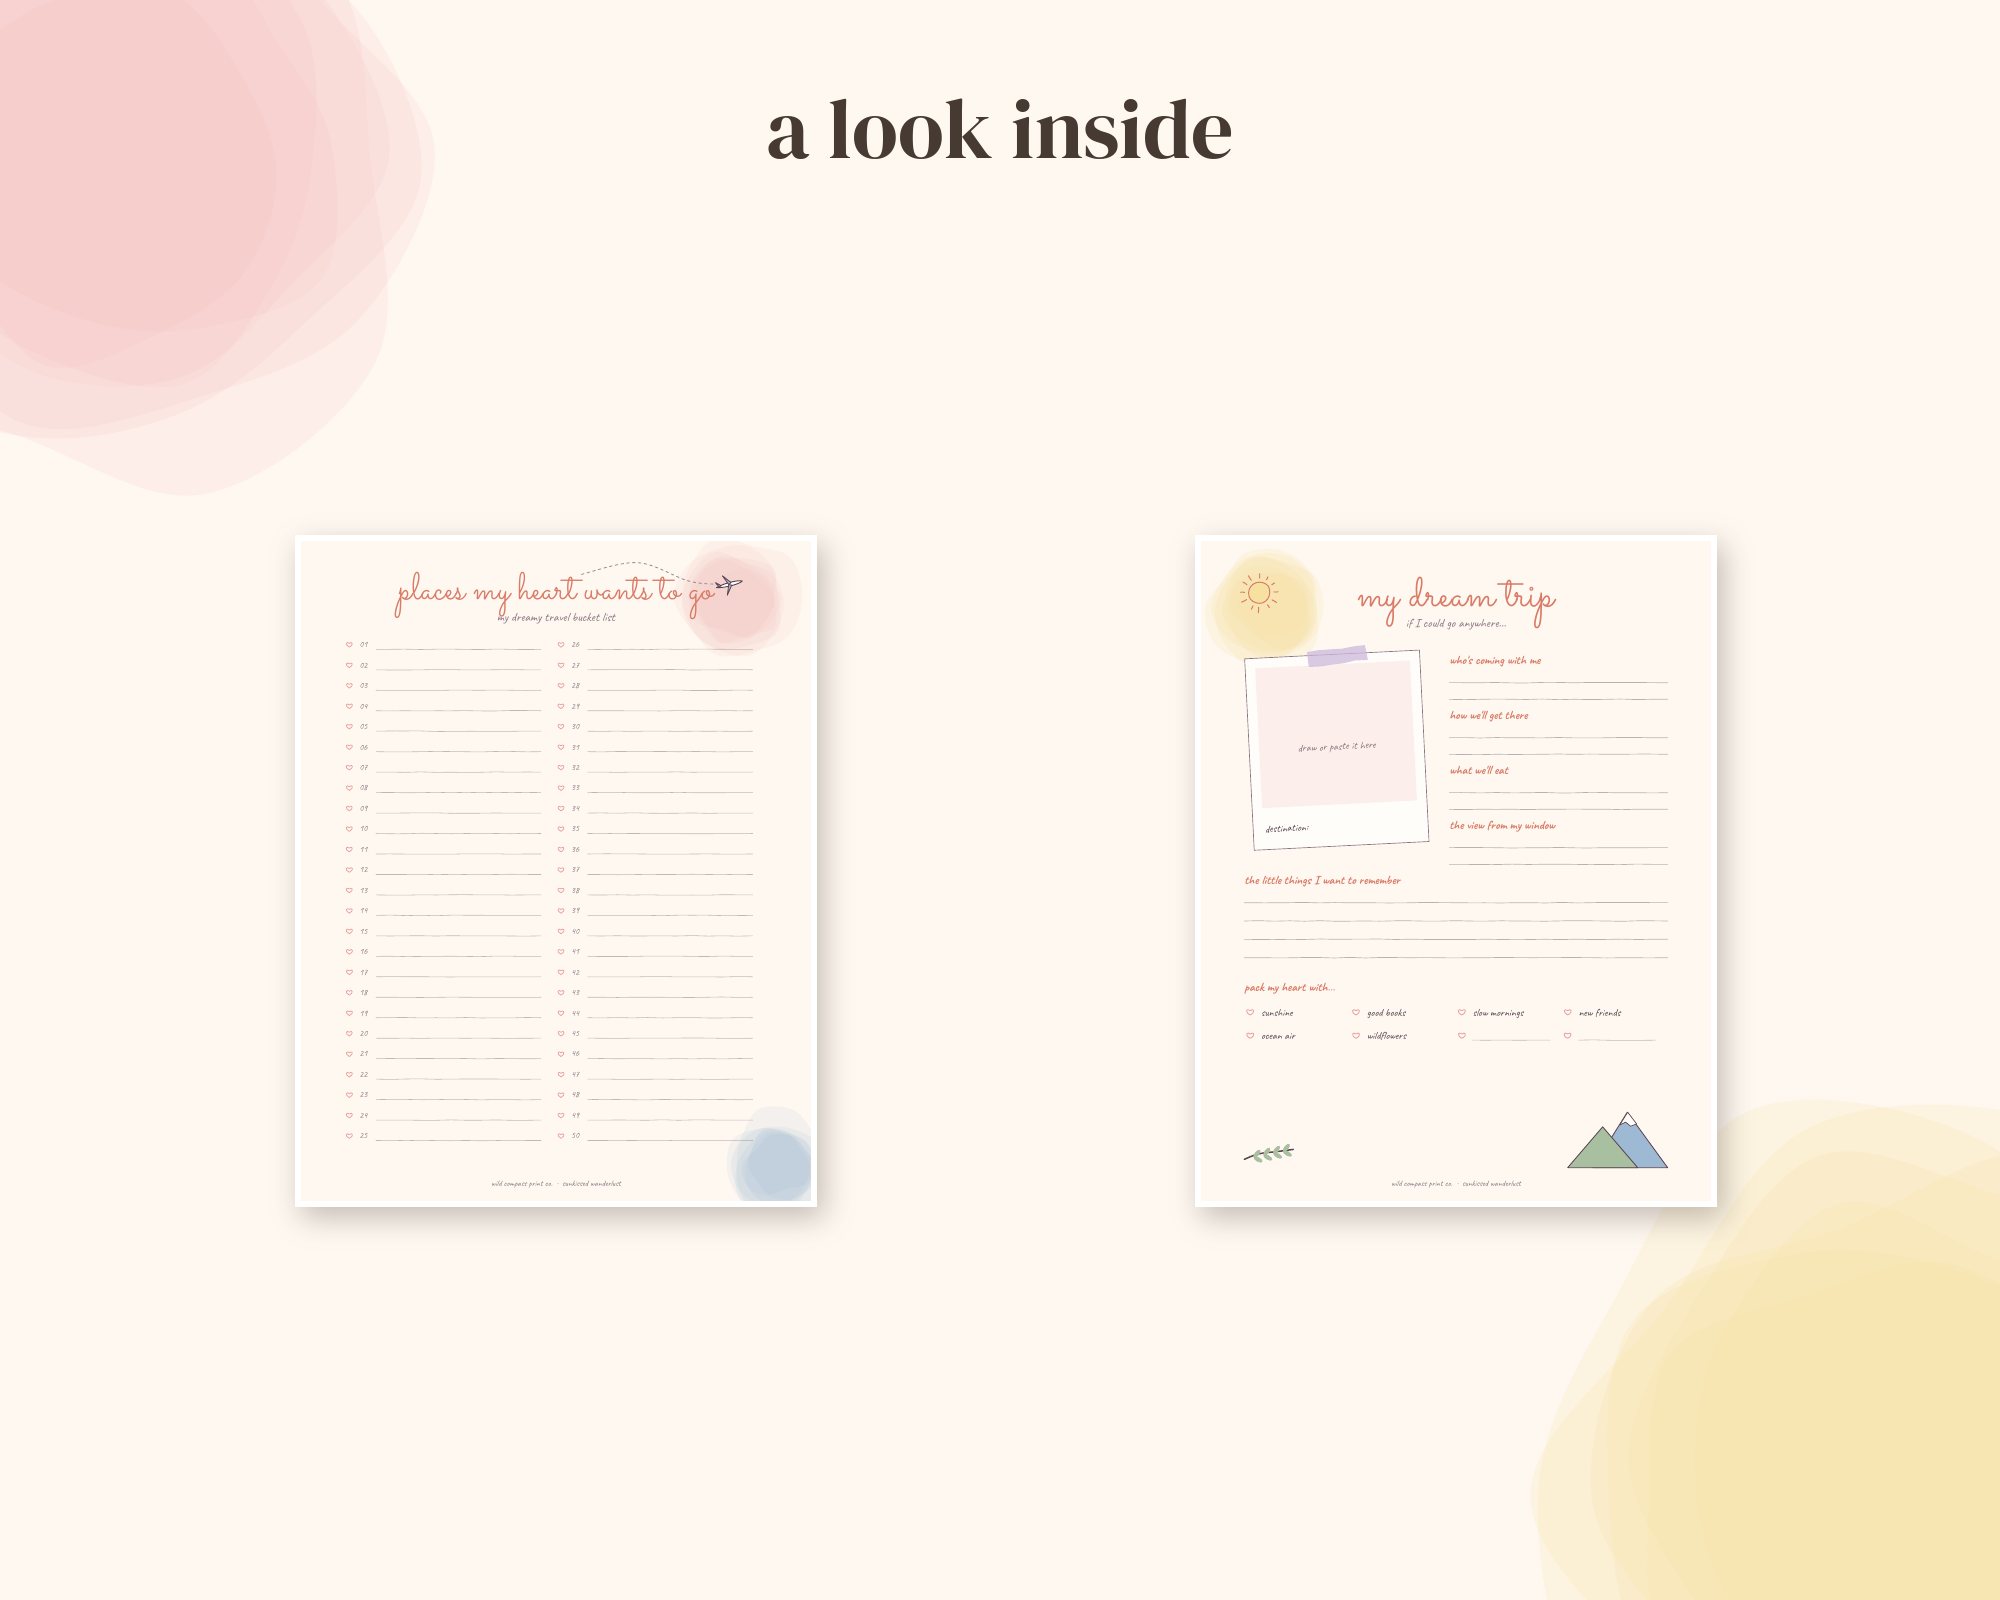 a look inside
places my heart wants to go
my dreamy travel bucket list
01
02
03
04
05
06
07
08
09
10
11
12
13
14
15
16
17
18
19
20
21
22
23
24
25
26
27
28
29
30
31
32
33
34
35
36
37
38
39
40
41
42
43
44
45
46
47
48
49
50
wild compass print co. · sunkissed wanderlust
my dream trip
if I could go anywhere...
draw or paste it here
destination:
who's coming with me
how we'll get there
what we'll eat
the view from my window
the little things I want to remember
pack my heart with...
sunshine good books slow mornings new friends
ocean air wildflowers
wild compass print co. · sunkissed wanderlust